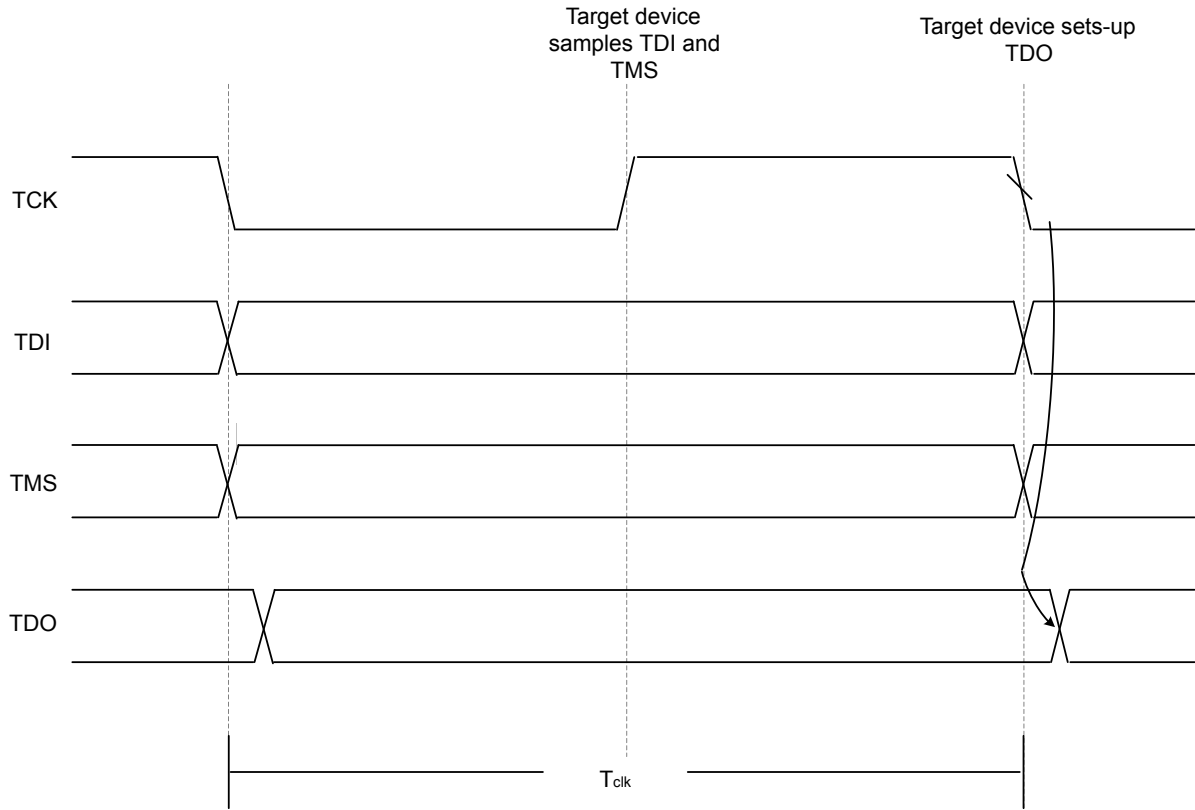 Target device
samples TDI and
TMS
Target device sets-up
TDO
TCK
TDI
TMS
TDO
Tclk